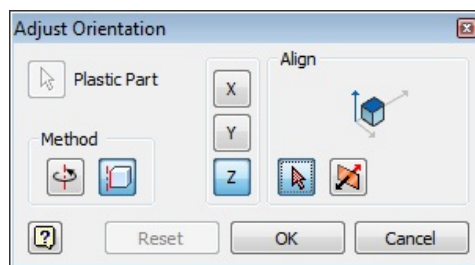 Adjust Orientation
Plastic Part
X
Y
Z
Align
Method
?
Reset
OK
Cancel